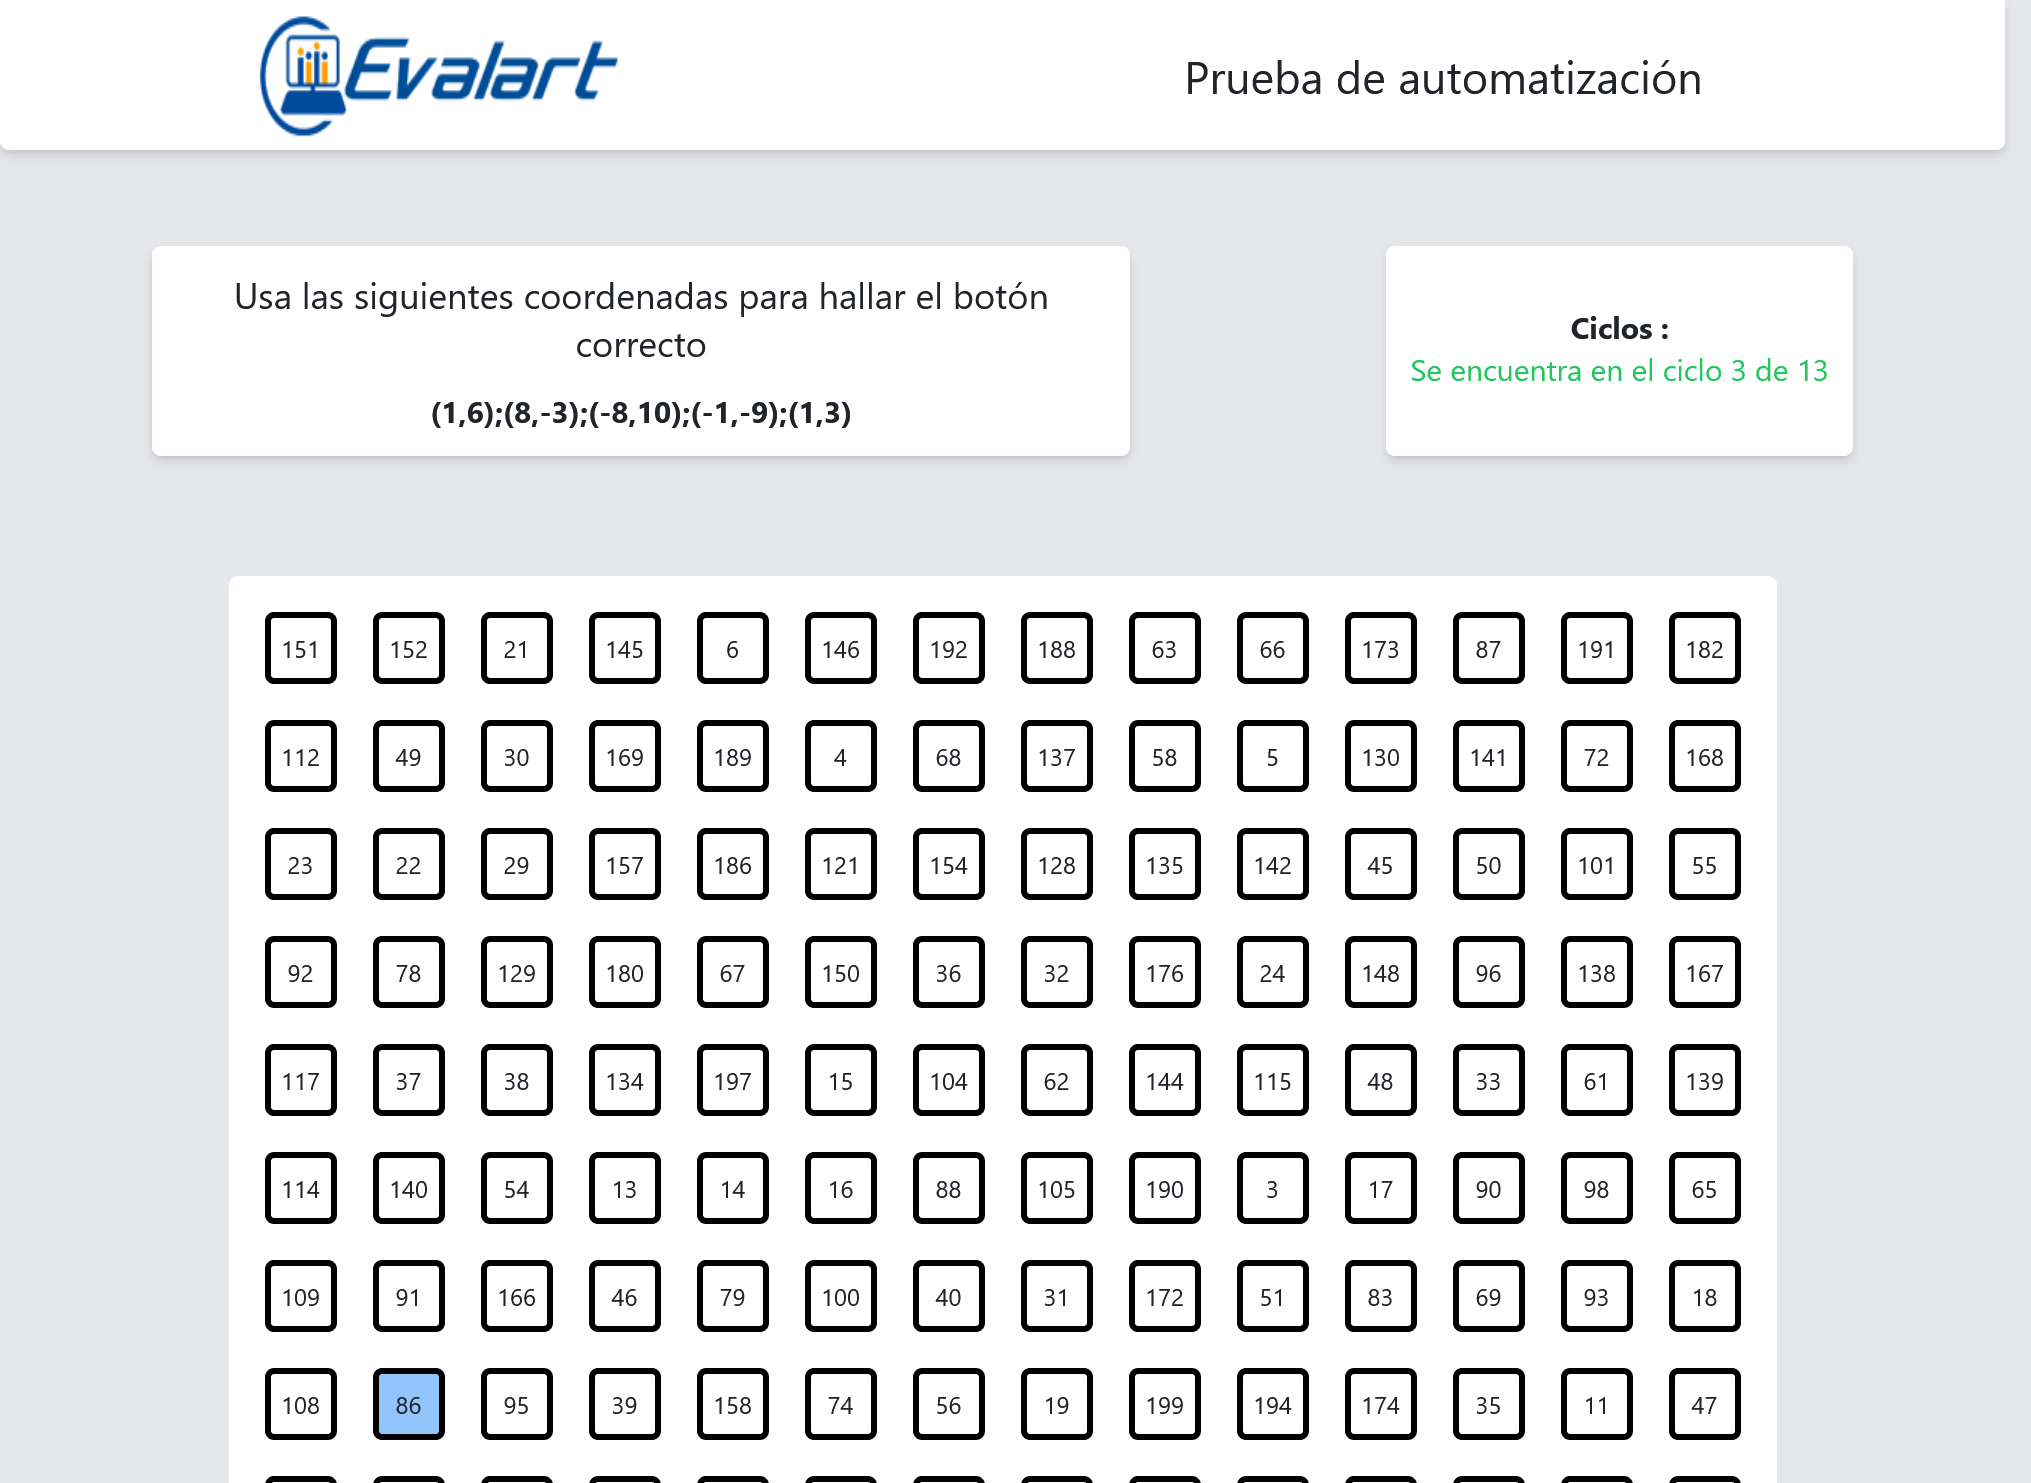 Evalart
Prueba de automatización
Usa las siguientes coordenadas para hallar el botón
correcto
(1,6);(8,-3);(-8,10);(-1,-9);(1,3)
Ciclos :
Se encuentra en el ciclo 3 de 13
151 152 21 145 6 146 192 188 63 66 173 87 191 182
112 49 30 169 189 4 68 137 58 5 130 141 72 168
23 22 29 157 186 121 154 128 135 142 45 50 101 55
92 78 129 180 67 150 36 32 176 24 148 96 138 167
117 37 38 134 197 15 104 62 144 115 48 33 61 139
114 140 54 13 14 16 88 105 190 3 17 90 98 65
109 91 166 46 79 100 40 31 172 51 83 69 93 18
108 86 95 39 158 74 56 19 199 194 174 35 11 47